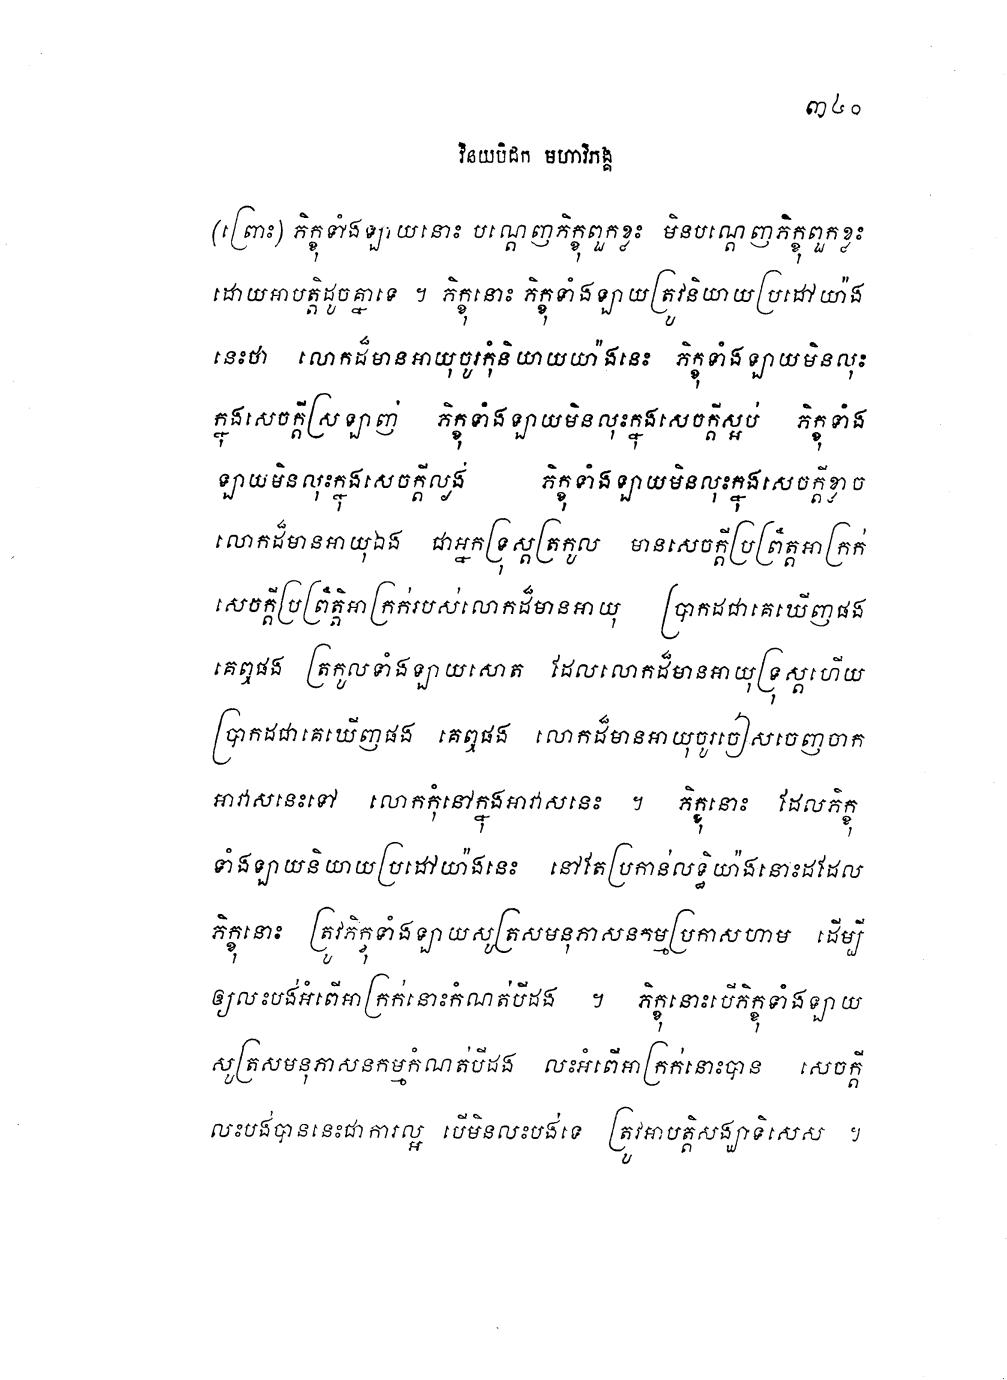 ៣៤០
វិនយបិដក មហាវិភង្គ
(ព្រោះ) ភិក្ខុទាំងឡាយនោះ បណ្តេញភិក្ខុពួកខ្លះ មិនបណ្តេញភិក្ខុពួកខ្លះ
ដោយអាបត្តិដូចគ្នាទេ ។ ភិក្ខុនោះ ភិក្ខុទាំងឡាយត្រូវនិយាយប្រដៅយ៉ាង
នេះថា លោកដ៏មានអាយុចូរកុំនិយាយយ៉ាងនេះ ភិក្ខុទាំងឡាយមិនលុះ
ក្នុងសេចក្តីស្រឡាញ់ ភិក្ខុទាំងឡាយមិនលុះក្នុងសេចក្តីស្អប់ ភិក្ខុទាំង
ឡាយមិនលុះក្នុងសេចក្តីល្ងង់ ភិក្ខុទាំងឡាយមិនលុះក្នុងសេចក្តីខ្លាច
លោកដ៏មានអាយុឯង ជាអ្នកទ្រុស្តត្រកូល មានសេចក្តីប្រព្រឹត្តអាក្រក់
សេចក្តីប្រព្រឹត្តិអាក្រក់របស់លោកដ៏មានអាយុ ប្រាកដជាគេឃើញផង
គេឮផង ត្រកូលទាំងឡាយសោត ដែលលោកដ៏មានអាយុទ្រុស្តហើយ
ប្រាកដជាគេឃើញផង គេឮផង លោកដ៏មានអាយុចូរចៀសចេញចាក
អាវាសនេះទៅ លោកកុំនៅក្នុងអាវាសនេះ ។ ភិក្ខុនោះ ដែលភិក្ខុ
ទាំងឡាយនិយាយប្រដៅយ៉ាងនេះ នៅតែប្រកាន់លទ្ធិយ៉ាងនោះដដែល
ភិក្ខុនោះ ត្រូវភិក្ខុទាំងឡាយសូត្រសមនុភាសនកម្មប្រកាសហាម ដើម្បី
ឲ្យលះបង់អំពើអាក្រក់នោះកំណត់បីដង ។ ភិក្ខុនោះបើភិក្ខុទាំងឡាយ
សូត្រសមនុភាសនកម្មកំណត់បីដង លះអំពើអាក្រក់នោះបាន សេចក្តី
លះបង់បាននេះជាការល្អ បើមិនលះបង់ទេ ត្រូវអាបត្តិសង្ឃាទិសេស ។